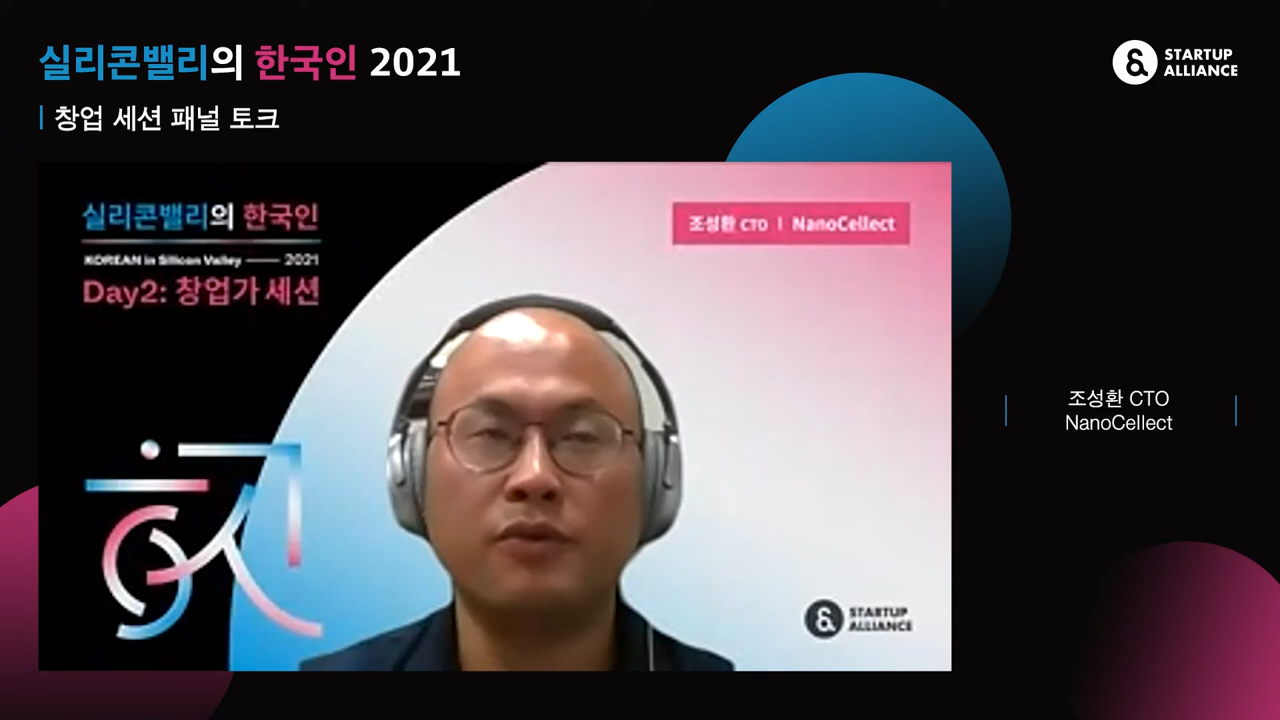 실리콘밸리의 한국인 2021
창업 세션 패널 토크
STARTUP
ALLIANCE
실리콘밸리의 한국인
KOREAN in Silicon Valley 2021
Day2: 창업가 세션
조성환 CTO | NanoCellect
STARTUP
ALLIANCE
조성환 CTO
NanoCellect